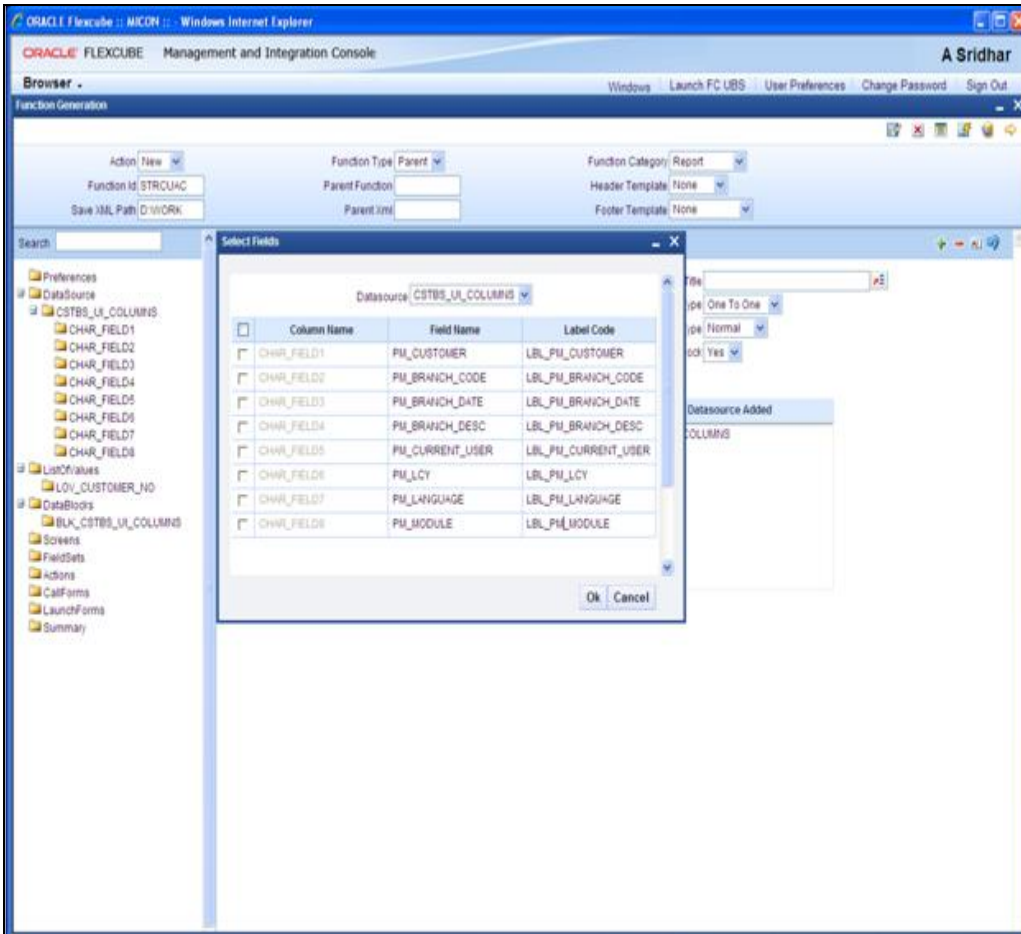 ORACLE Flexcube :: MICON :: - Windows Internet Explorer
ORACLE FLEXCUBE Management and Integration Console
A Sridhar
Browser
Windows Launch FC UBS User Preferences Change Password Sign Out
Function Generation
Action New Function Type Parent Function Category Report
Function Id STRCUAC Parent Function Header Template None
Save XML Path D:\WORK Parent Xml Footer Template None
Search
Preferences
DataSource
CSTBS_UI_COLUMNS
CHAR_FIELD1
CHAR_FIELD2
CHAR_FIELD3
CHAR_FIELD4
CHAR_FIELD5
CHAR_FIELD6
CHAR_FIELD7
CHAR_FIELD8
ListOfValues
LOV_CUSTOMER_NO
DataBlocks
BLK_CSTBS_UI_COLUMNS
Screens
FieldSets
Actions
CallForms
LaunchForms
Summary
Select Fields
Datasource CSTBS_UI_COLUMNS
Column Name Field Name Label Code
CHAR_FIELD1 PM_CUSTOMER LBL_PM_CUSTOMER
CHAR_FIELD2 PM_BRANCH_CODE LBL_PM_BRANCH_CODE
CHAR_FIELD3 PM_BRANCH_DATE LBL_PM_BRANCH_DATE
CHAR_FIELD4 PM_BRANCH_DESC LBL_PM_BRANCH_DESC
CHAR_FIELD5 PM_CURRENT_USER LBL_PM_CURRENT_USER
CHAR_FIELD6 PM_LCY LBL_PM_LCY
CHAR_FIELD7 PM_LANGUAGE LBL_PM_LANGUAGE
CHAR_FIELD8 PM_MODULE LBL_PM_MODULE
Ok Cancel
Title
ype One To One
ype Normal
ock Yes
Datasource Added
COLUMNS